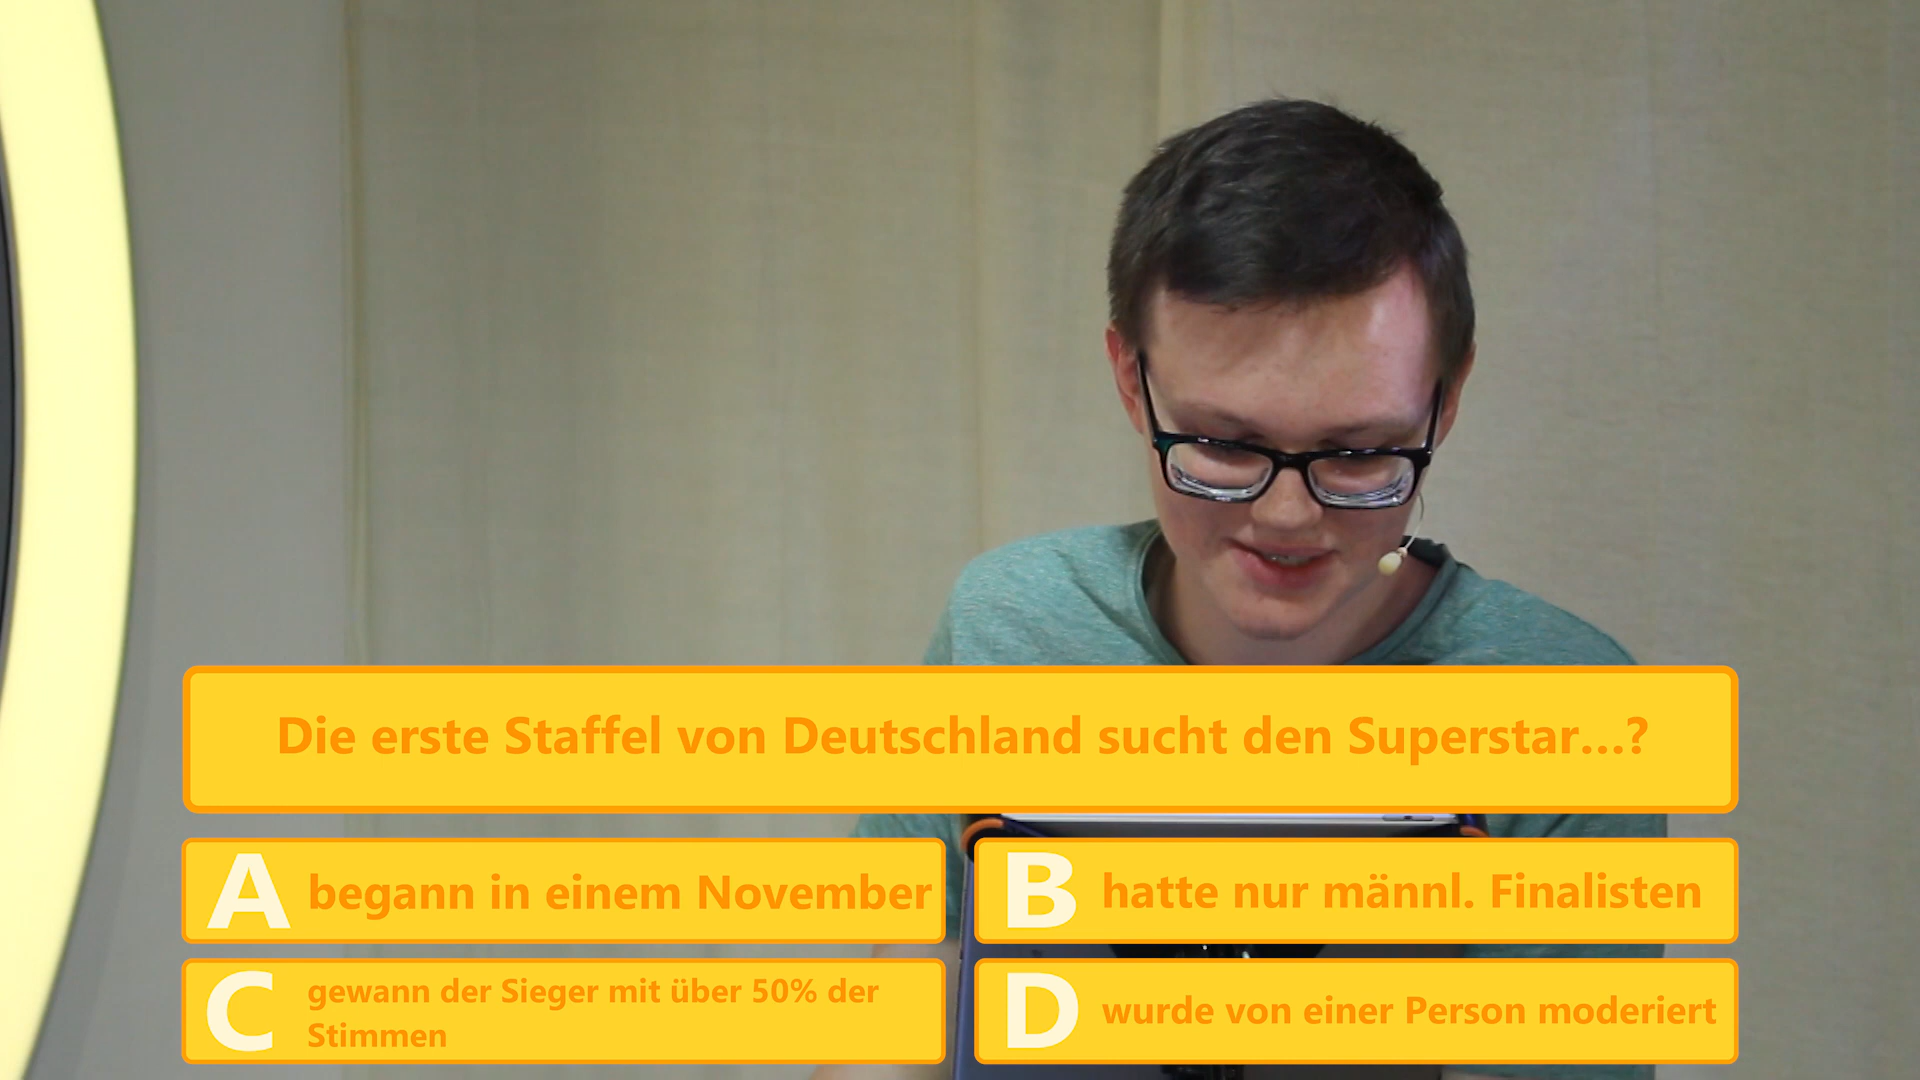 Die erste Staffel von Deutschland sucht den Superstar...?
A begann in einem November
B hatte nur männl. Finalisten
C gewann der Sieger mit über 50% der
Stimmen
D wurde von einer Person moderiert